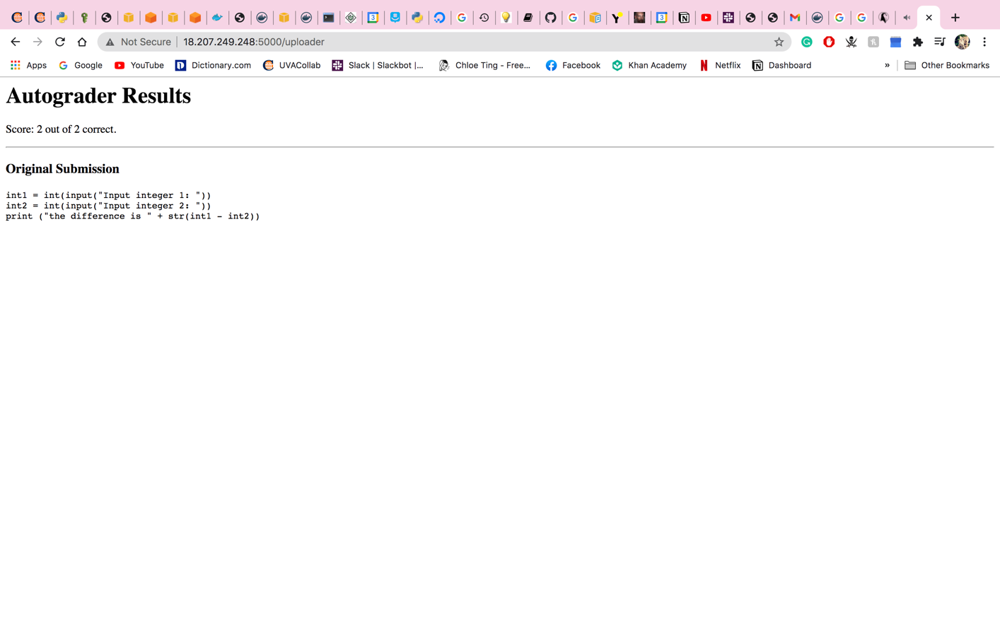 Not Secure
18.207.249.248:5000/uploader
Apps
Google
YouTube
Dictionary.com
UVACollab
Slack | Slackbot |...
Chloe Ting - Free...
Facebook
Khan Academy
Netflix
Dashboard
»
Other Bookmarks
Autograder Results
Score: 2 out of 2 correct.
Original Submission
int1 = int(input("Input integer 1: "))
int2 = int(input("Input integer 2: "))
print ("the difference is " + str(int1 - int2))